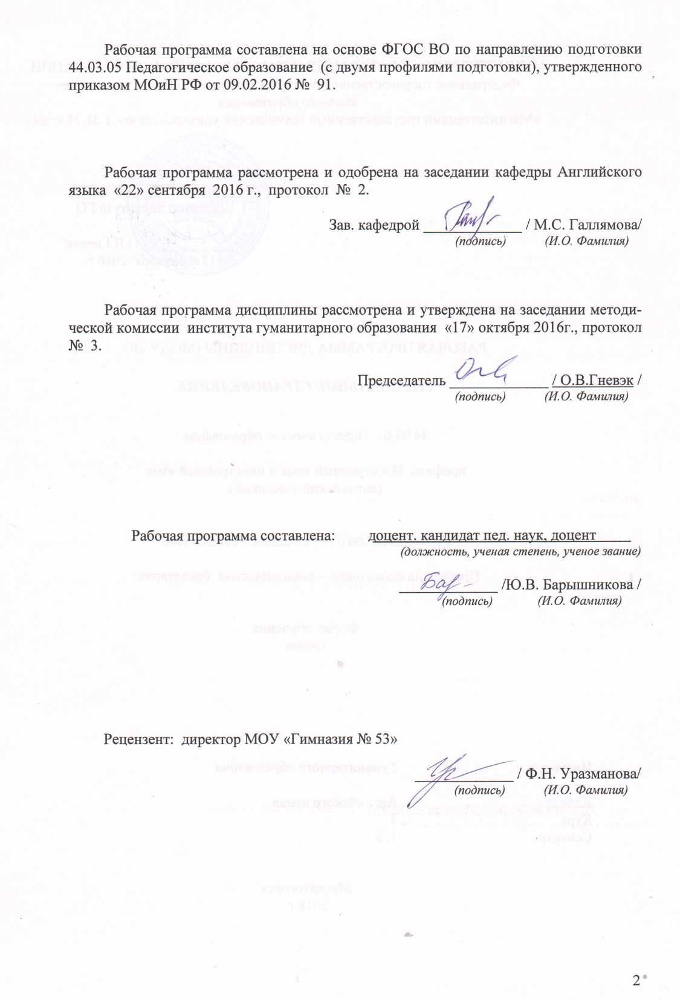 Рабочая программа составлена на основе ФГОС ВО по направлению подготовки
44.03.05 Педагогическое образование (с двумя профилями подготовки), утвержденного
приказом МОиН РФ от 09.02.2016 № 91.
Рабочая программа рассмотрена и одобрена на заседании кафедры Английского
языка «22» сентября 2016 г., протокол № 2.
Зав. кафедрой _____________ / М.С. Галлямова/
(подпись) (И.О. Фамилия)
Рабочая программа дисциплины рассмотрена и утверждена на заседании методи-
ческой комиссии института гуманитарного образования «17» октября 2016г., протокол
№ 3.
Председатель _____________ / О.В.Гневэк /
(подпись) (И.О. Фамилия)
Рабочая программа составлена: доцент. кандидат пед. наук, доцент
(должность, ученая степень, ученое звание)
_____________ /Ю.В. Барышникова /
(подпись) (И.О. Фамилия)
Рецензент: директор МОУ «Гимназия № 53»
_____________ / Ф.Н. Уразманова/
(подпись) (И.О. Фамилия)
2